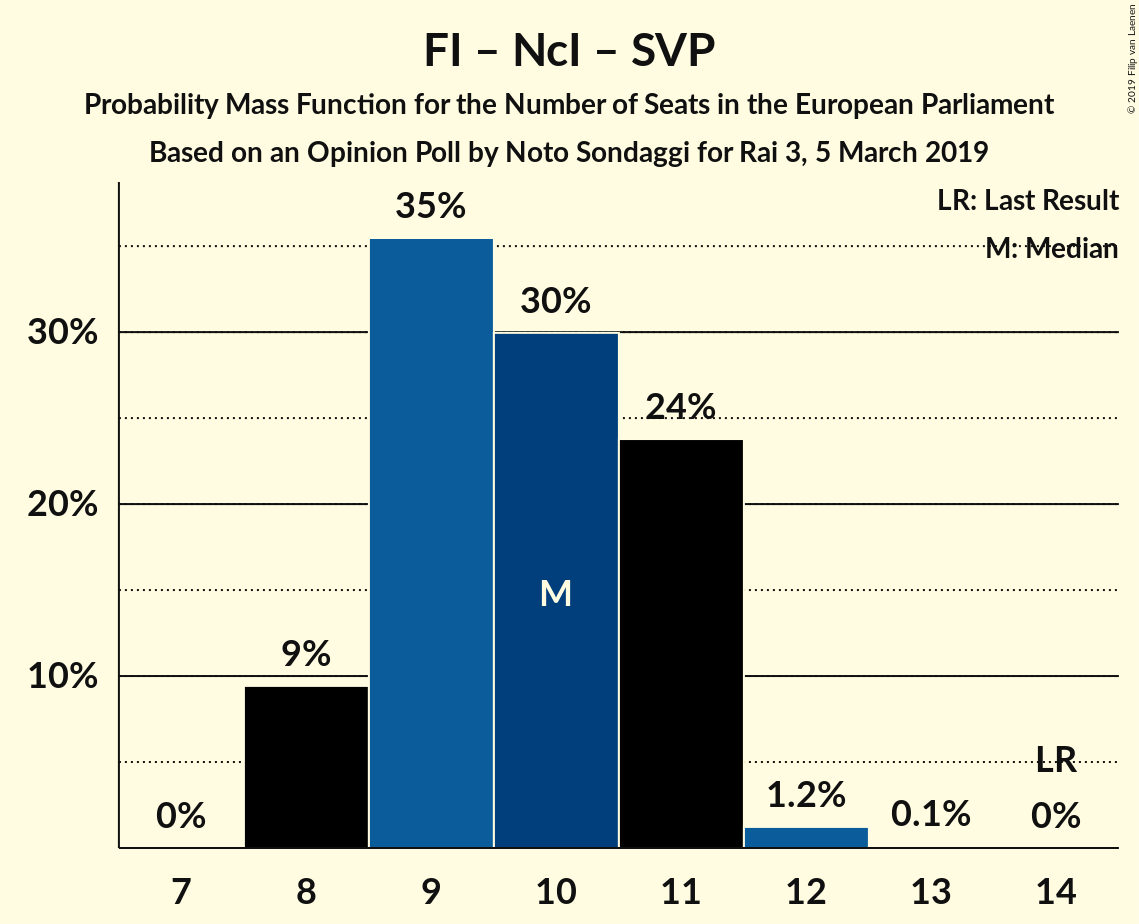 FI – NcI – SVP
Probability Mass Function for the Number of Seats in the European Parliament
Based on an Opinion Poll by Noto Sondaggi for Rai 3, 5 March 2019
© 2019 Filip van Laenen
LR: Last Result
M: Median
35%
30%
24%
9%
1.2%
0.1%
0%
0%
LR
M
30%
20%
10%
7 8 9 10 11 12 13 14